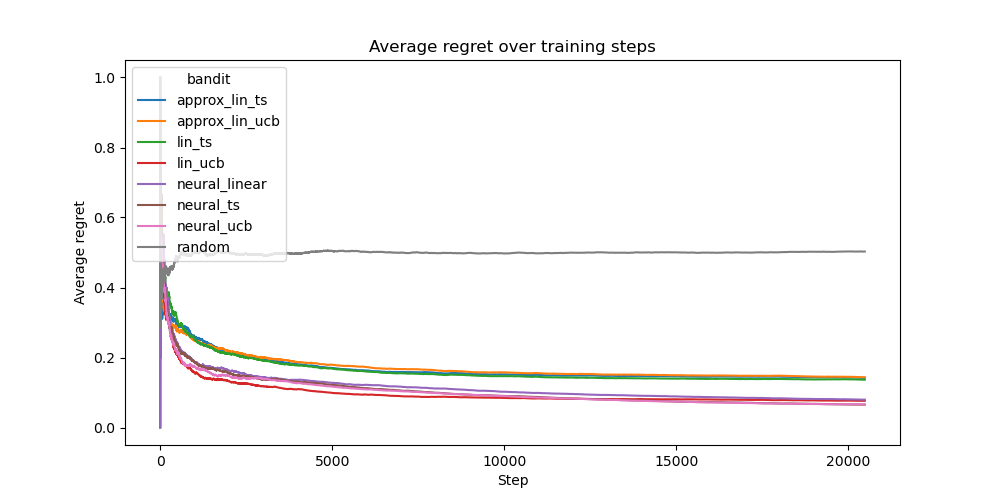 Average regret over training steps
Average regret
1.0
0.8
0.6
0.4
0.2
0.0
bandit
approx_lin_ts
approx_lin_ucb
lin_ts
lin_ucb
neural_linear
neural_ts
neural_ucb
random
0
5000
10000
15000
20000
Step